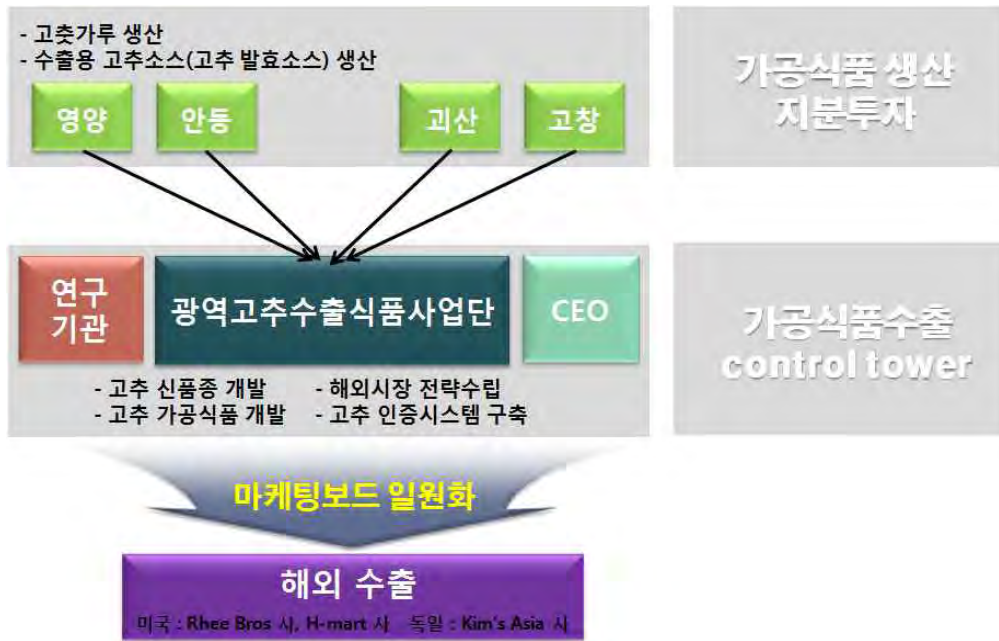 - 고춧가루 생산
- 수출용 고추소스(고추 발효소스) 생산
영양
안동
괴산
고창
가공식품 생산
지분투자
연구
기관
광역고추수출식품사업단
CEO
- 고추 신품종 개발
- 해외시장 전략수립
- 고추 가공식품 개발
- 고추 인증시스템 구축
가공식품수출
control tower
마케팅보드 일원화
해외 수출
미국 : Rhee Bros 사, H-mart 사 독일 : Kim's Asia 사